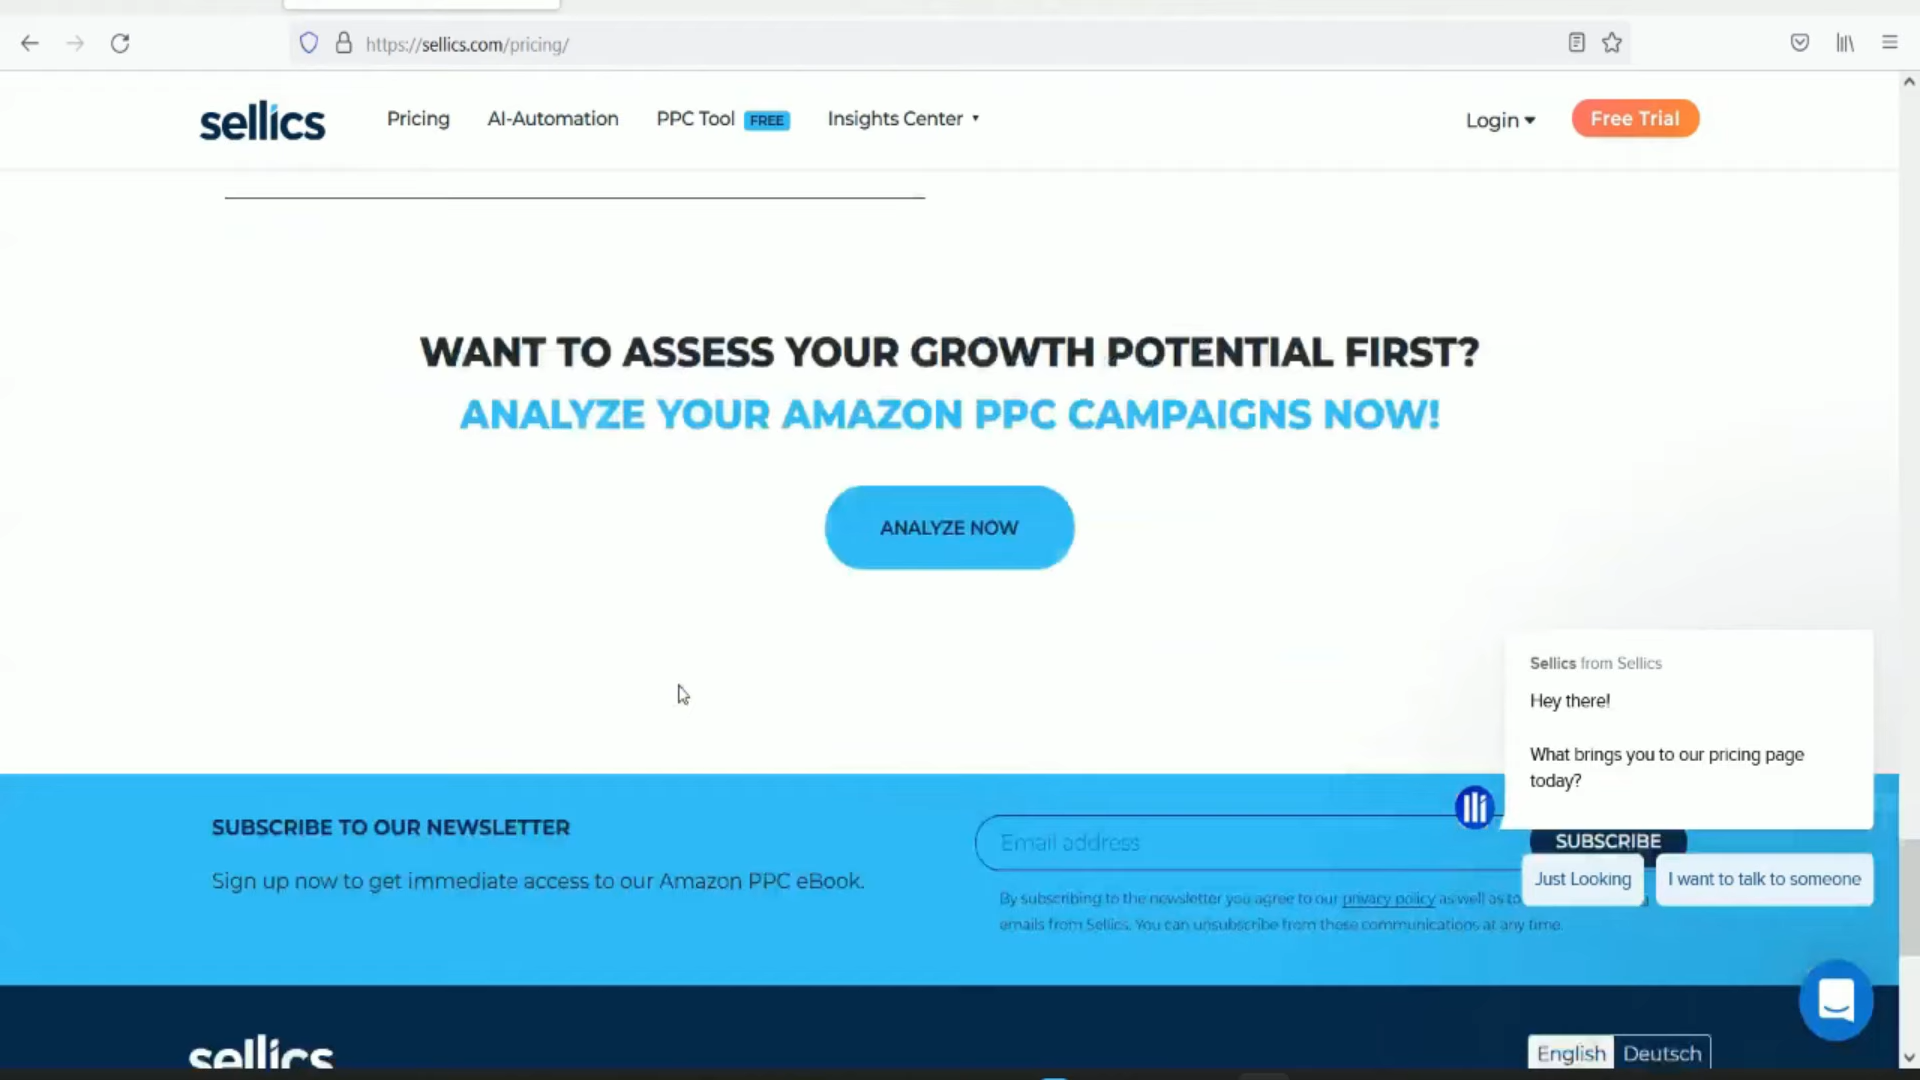 https://sellics.com/pricing/
sellics
Pricing
AI-Automation
PPC Tool FREE
Insights Center
Login
Free Trial
WANT TO ASSESS YOUR GROWTH POTENTIAL FIRST?
ANALYZE YOUR AMAZON PPC CAMPAIGNS NOW!
ANALYZE NOW
Sellics from Sellics
Hey there!
What brings you to our pricing page
today?
SUBSCRIBE TO OUR NEWSLETTER
Sign up now to get immediate access to our Amazon PPC eBook.
Email address
SUBSCRIBE
Just Looking
I want to talk to someone
By subscribing to the newsletter you agree to our privacy policy as well as to
emails from Sellics. You can unsubscribe from these communications at any time.
sellics
English
Deutsch